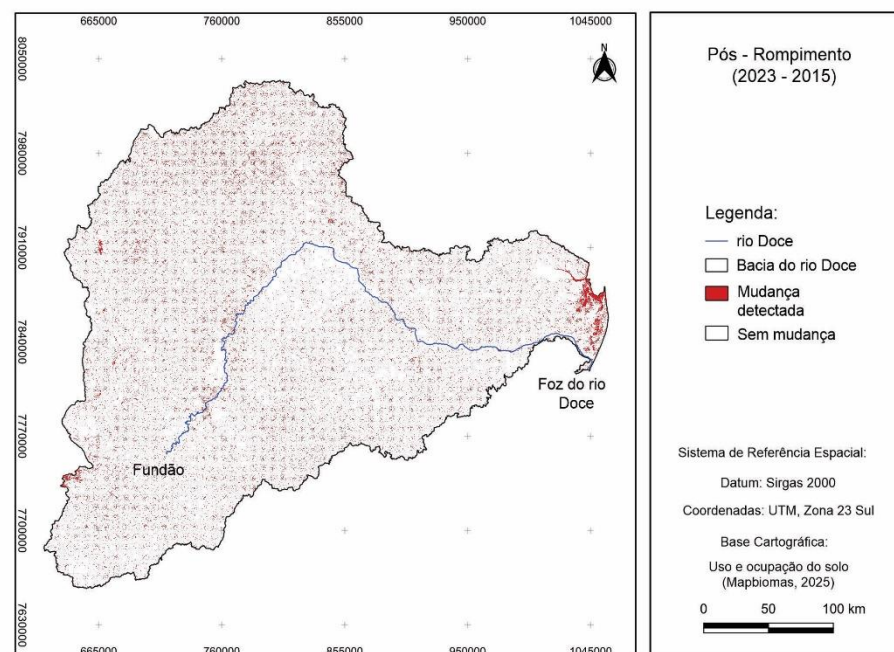 665000 760000 855000 950000 1045000
8050000
7980000
7910000
7840000
7770000
7700000
7630000
N
Foz do rio
Doce
Fundão
665000 760000 855000 950000 1045000
Pós - Rompimento
(2023 - 2015)
Legenda:
rio Doce
Bacia do rio Doce
Mudança
detectada
Sem mudança
Sistema de Referência Espacial:
Datum: Sirgas 2000
Coordenadas: UTM, Zona 23 Sul
Base Cartográfica:
Uso e ocupação do solo
(Mapbiomas, 2025)
0 50 100 km